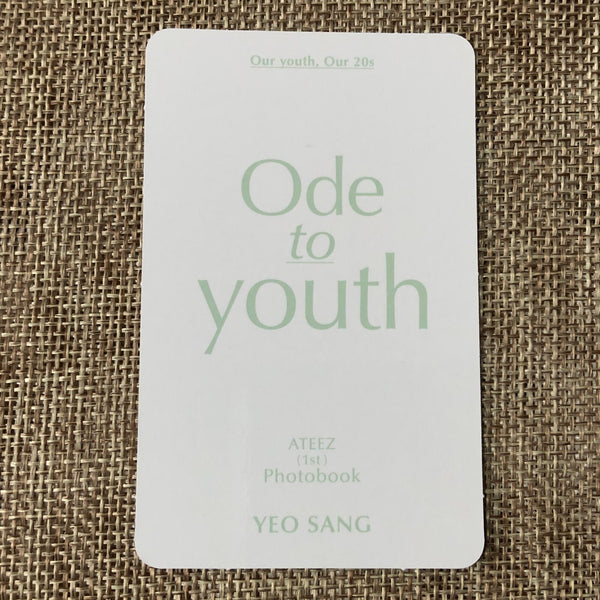 Our youth, Our 20s
Ode
to
youth
ATEEZ
(1st)
Photobook
YEO SANG